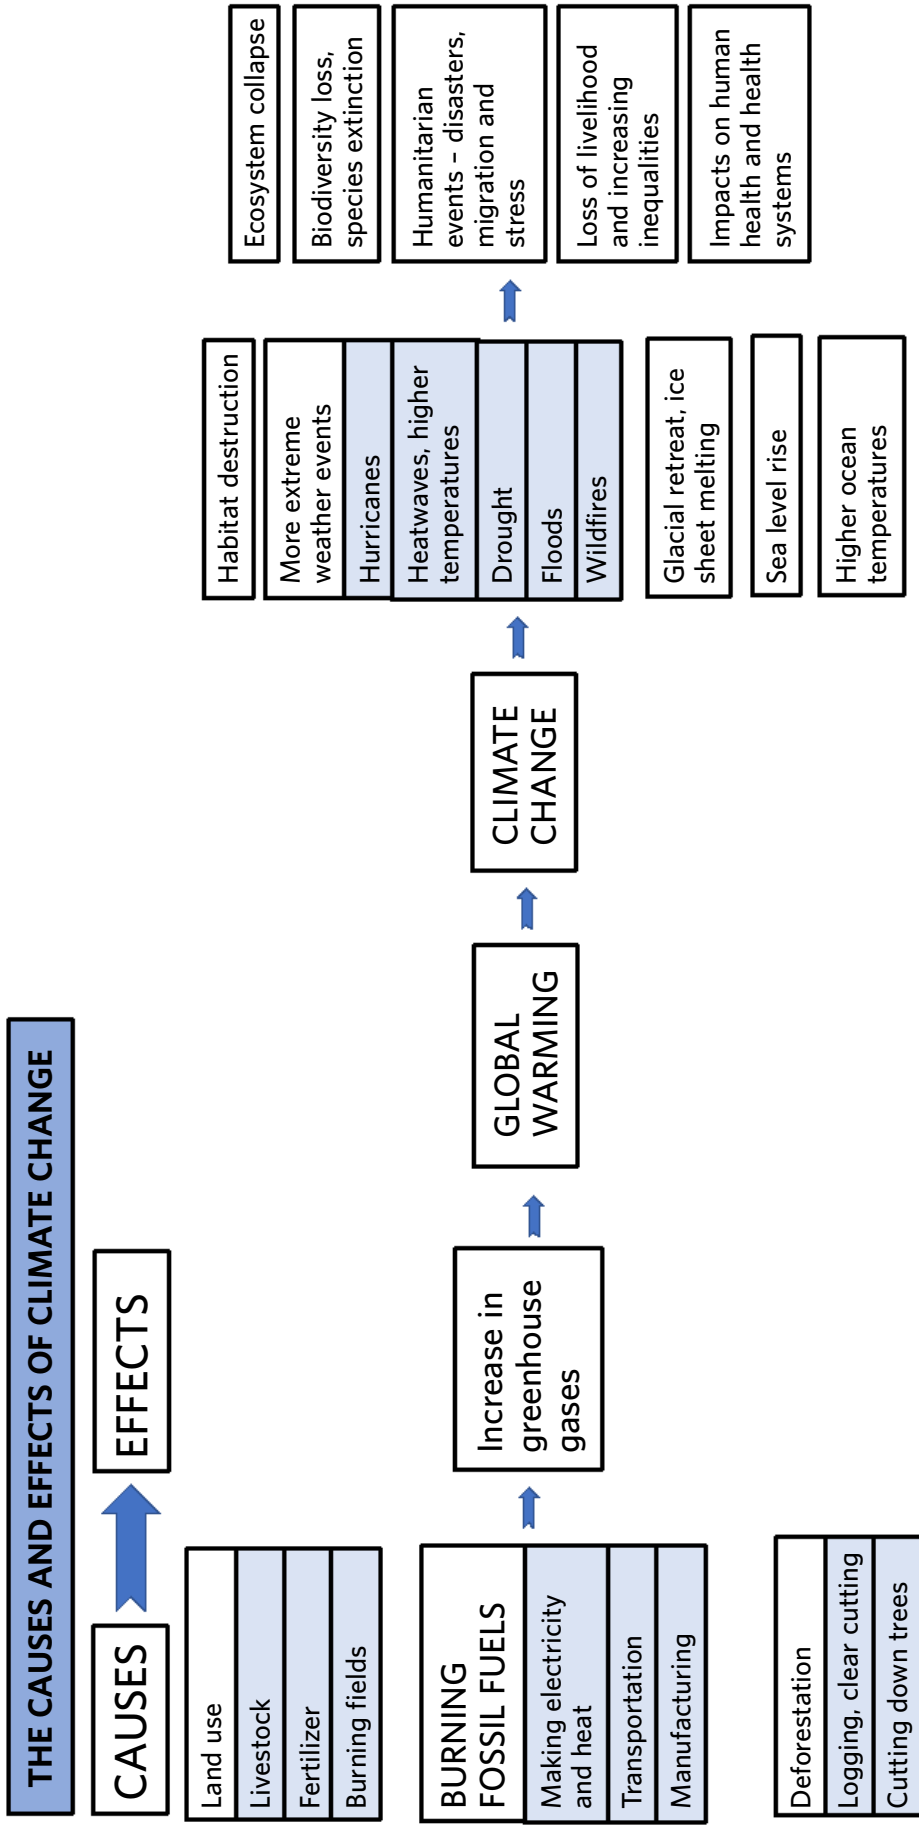 THE CAUSES AND EFFECTS OF CLIMATE CHANGE
CAUSES
EFFECTS
Land use
Livestock
Fertilizer
Burning fields
BURNING
FOSSIL FUELS
Making electricity
and heat
Transportation
Manufacturing
Deforestation
Logging, clear cutting
Cutting down trees
Increase in
greenhouse
gases
GLOBAL
WARMING
CLIMATE
CHANGE
Habitat destruction
More extreme
weather events
Hurricanes
Heatwaves, higher
temperatures
Drought
Floods
Wildfires
Glacial retreat, ice
sheet melting
Sea level rise
Higher ocean
temperatures
Ecosystem collapse
Biodiversity loss,
species extinction
Humanitarian
events – disasters,
migration and
stress
Loss of livelihood
and increasing
inequalities
Impacts on human
health and health
systems